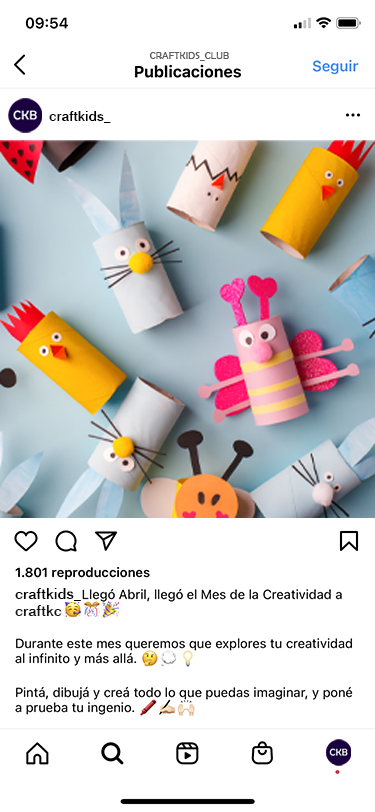 09:54
CRAFTKIDS_CLUB
Publicaciones
Seguir
CKB
craftkids_
1.801 reproducciones
craftkids_Llegó Abril, llegó el Mes de la Creatividad a
craftkc 🥳🎊🎉
Durante este mes queremos que explores tu creatividad
al infinito y más allá. 🤔💭💡
Pintá, dibujá y creá todo lo que puedas imaginar, y poné
a prueba tu ingenio. 🖍️✍🏻🙌🏻
CKB